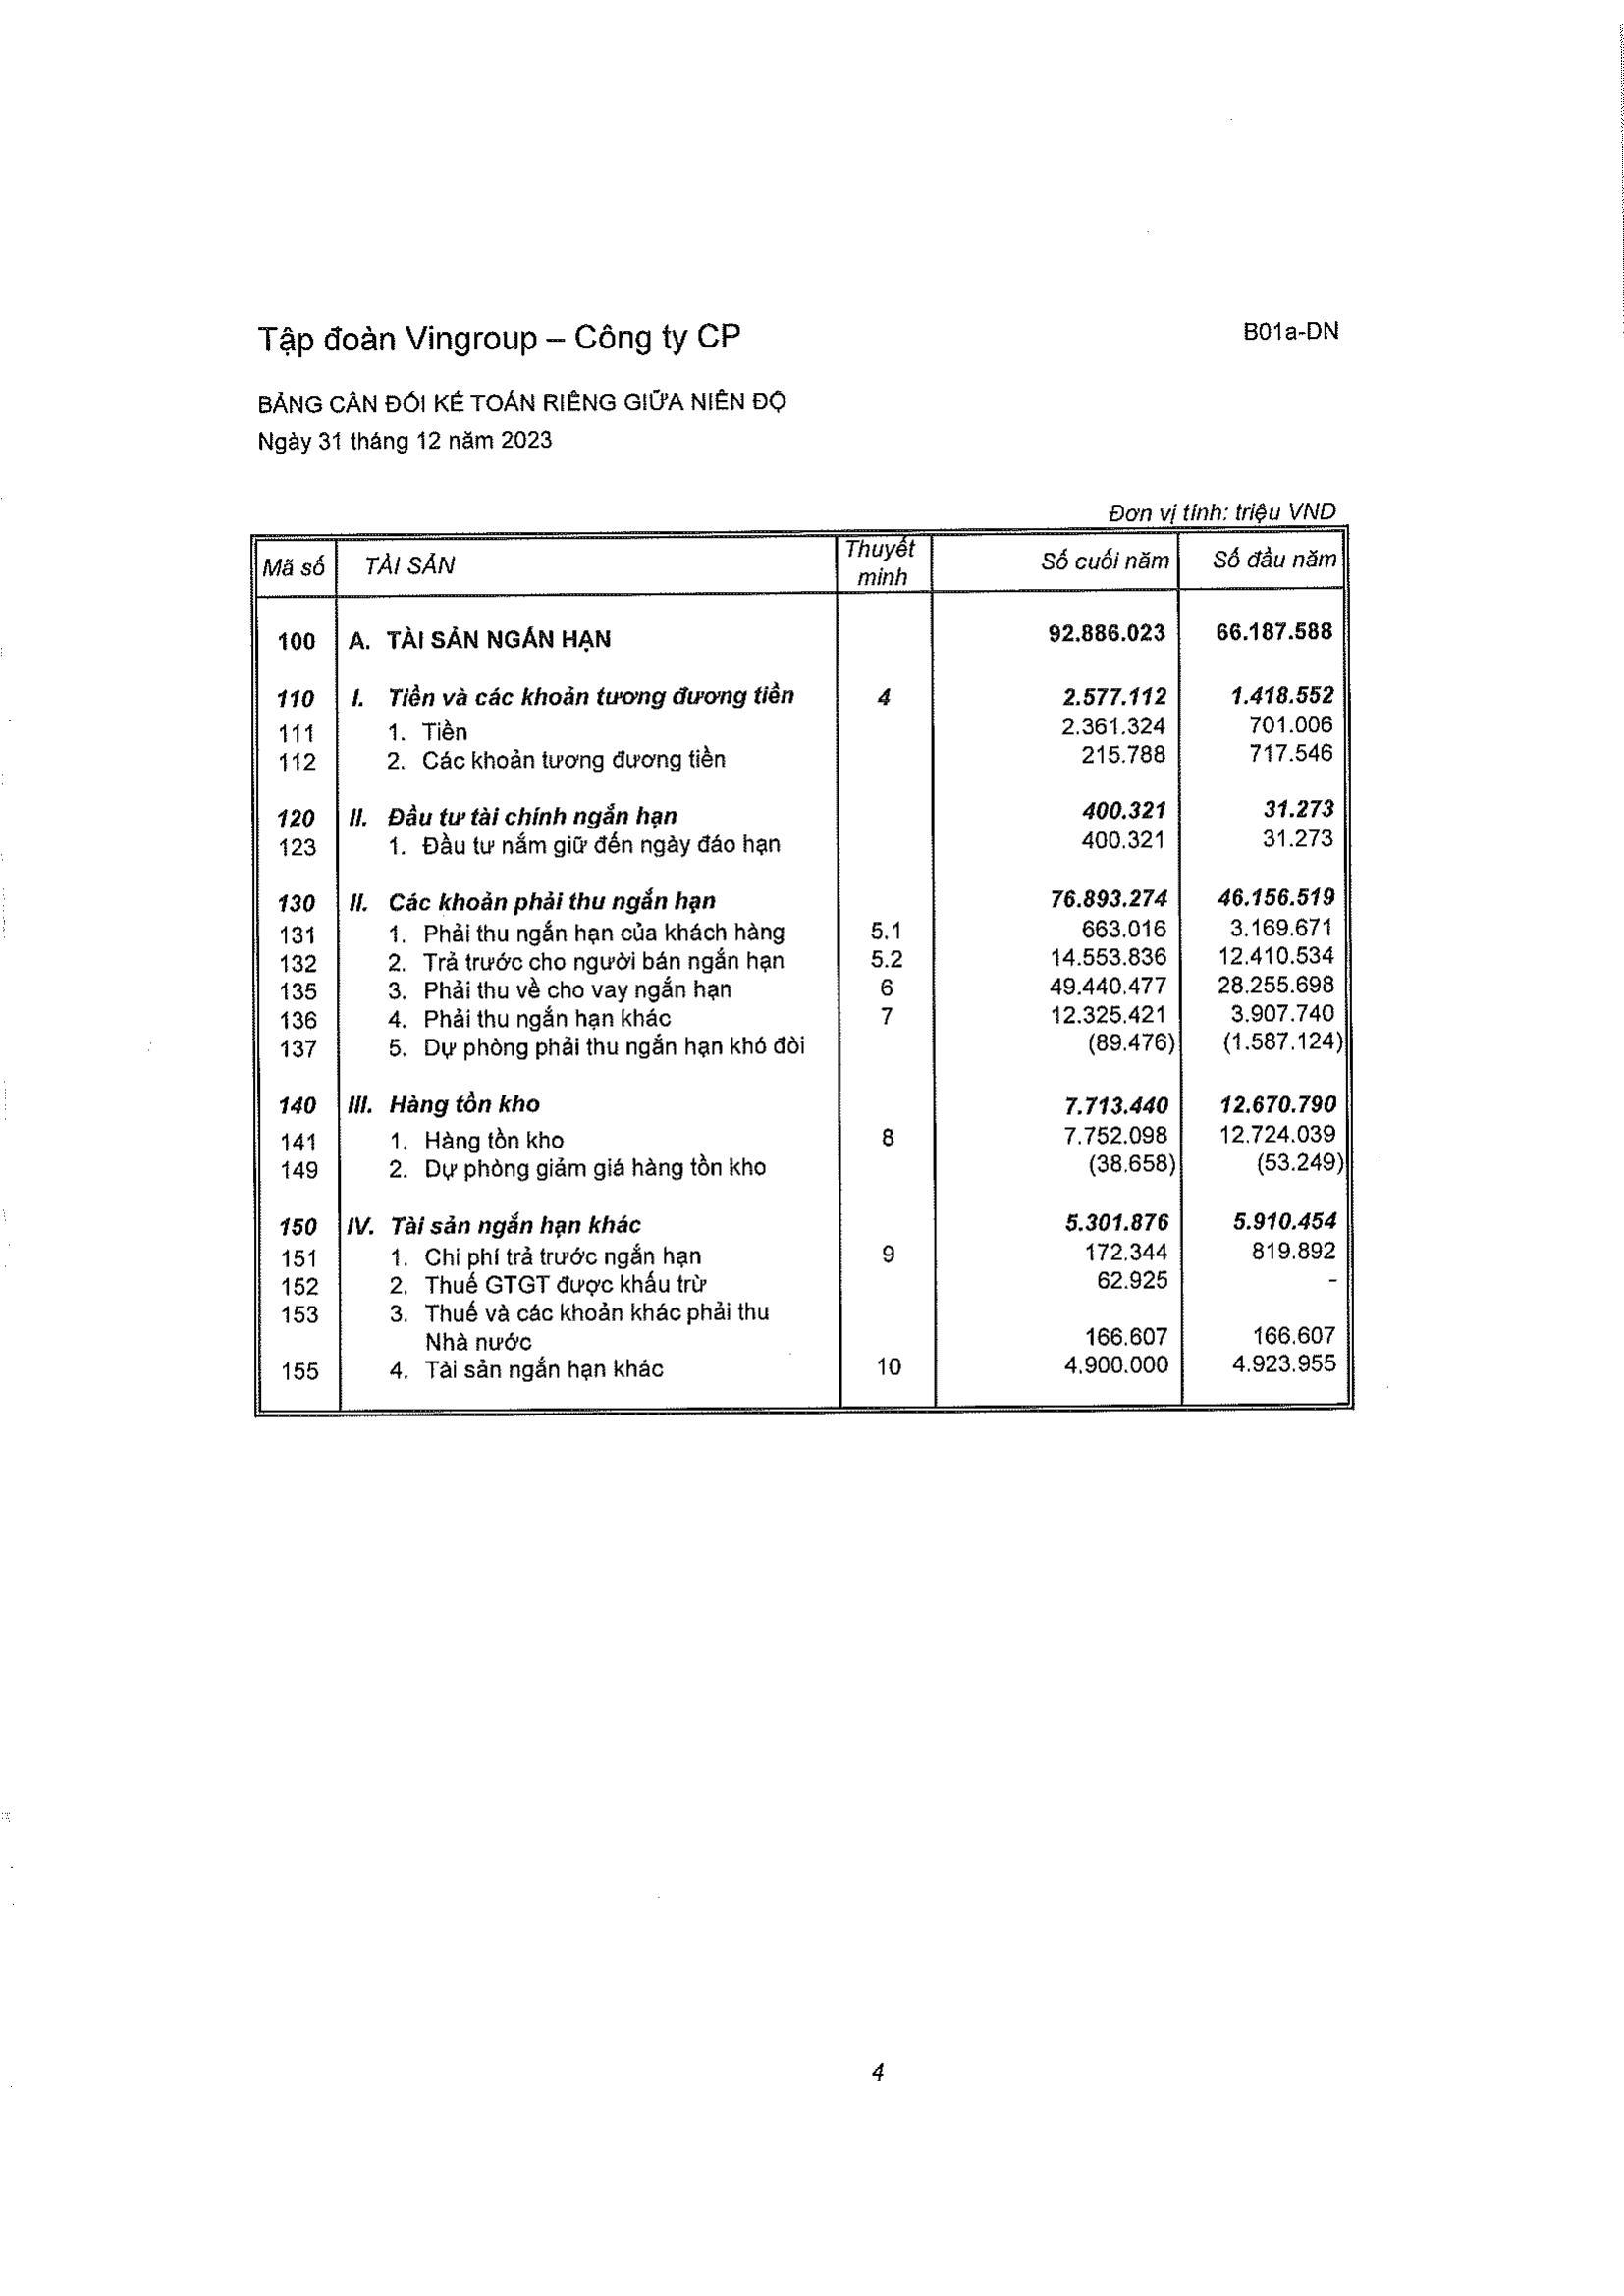 Tập đoàn Vingroup – Công ty CP B01a-DN
BẢNG CÂN ĐỐI KẾ TOÁN RIÊNG GIỮA NIÊN ĐỘ
Ngày 31 tháng 12 năm 2023
Đơn vị tính: triệu VND
Mã số TÀI SẢN Thuyết minh Số cuối năm Số đầu năm
100 A. TÀI SẢN NGẮN HẠN 92.886.023 66.187.588
110 I. Tiền và các khoản tương đương tiền 4 2.577.112 1.418.552
111 1. Tiền 2.361.324 701.006
112 2. Các khoản tương đương tiền 215.788 717.546
120 II. Đầu tư tài chính ngắn hạn 400.321 31.273
123 1. Đầu tư nắm giữ đến ngày đáo hạn 400.321 31.273
130 II. Các khoản phải thu ngắn hạn 76.893.274 46.156.519
131 1. Phải thu ngắn hạn của khách hàng 5.1 663.016 3.169.671
132 2. Trả trước cho người bán ngắn hạn 5.2 14.553.836 12.410.534
135 3. Phải thu về cho vay ngắn hạn 6 49.440.477 28.255.698
136 4. Phải thu ngắn hạn khác 7 12.325.421 3.907.740
137 5. Dự phòng phải thu ngắn hạn khó đòi (89.476) (1.587.124)
140 III. Hàng tồn kho 7.713.440 12.670.790
141 1. Hàng tồn kho 8 7.752.098 12.724.039
149 2. Dự phòng giảm giá hàng tồn kho (38.658) (53.249)
150 IV. Tài sản ngắn hạn khác 5.301.876 5.910.454
151 1. Chi phí trả trước ngắn hạn 9 172.344 819.892
152 2. Thuế GTGT được khấu trừ 62.925 -
153 3. Thuế và các khoản khác phải thu
Nhà nước 166.607 166.607
155 4. Tài sản ngắn hạn khác 10 4.900.000 4.923.955
4